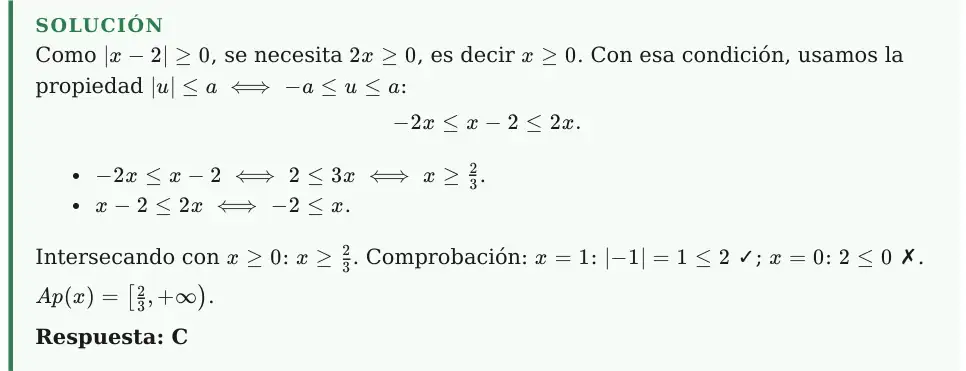 SOLUCIÓN
Como |x − 2| ≥ 0, se necesita 2x ≥ 0, es decir x ≥ 0. Con esa condición, usamos la
propiedad |u| ≤ a ⟺ −a ≤ u ≤ a:
−2x ≤ x − 2 ≤ 2x.
• −2x ≤ x − 2 ⟺ 2 ≤ 3x ⟺ x ≥ 2/3.
• x − 2 ≤ 2x ⟺ −2 ≤ x.
Intersecando con x ≥ 0: x ≥ 2/3. Comprobación: x = 1: |−1| = 1 ≤ 2 ✓; x = 0: 2 ≤ 0 ✗.
Ap(x) = [2/3, +∞).
Respuesta: C